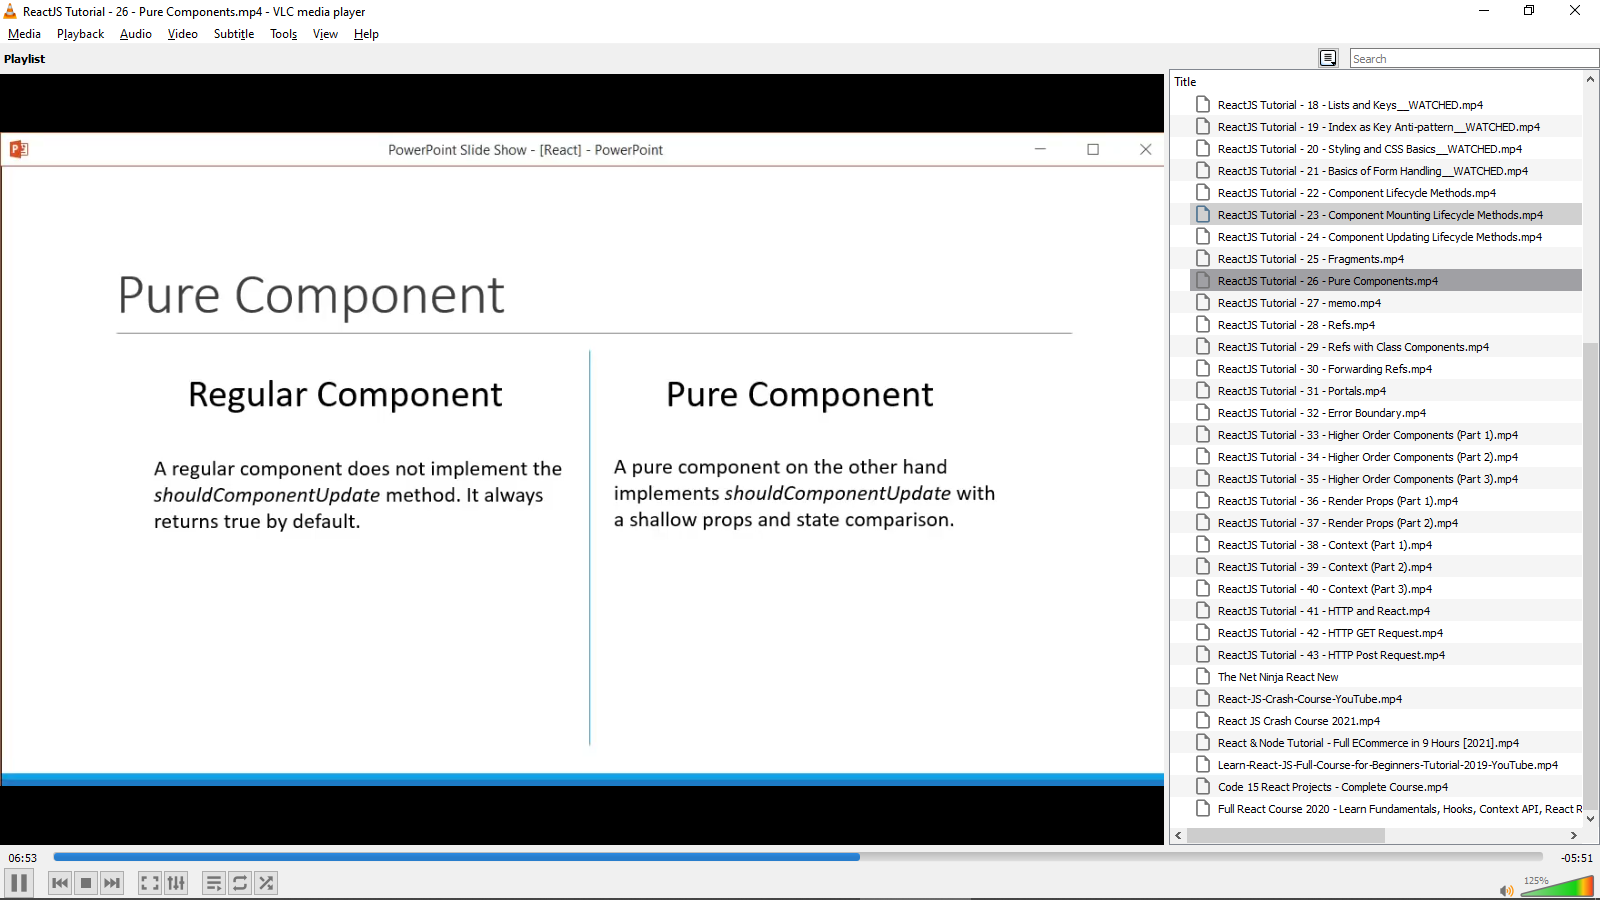 ReactJS Tutorial - 26 - Pure Components.mp4 - VLC media player
Media Playback Audio Video Subtitle Tools View Help
Playlist
Search
PowerPoint Slide Show - [React] - PowerPoint
Pure Component
Regular Component
A regular component does not implement the
shouldComponentUpdate method. It always
returns true by default.
Pure Component
A pure component on the other hand
implements shouldComponentUpdate with
a shallow props and state comparison.
Title
ReactJS Tutorial - 18 - Lists and Keys__WATCHED.mp4
ReactJS Tutorial - 19 - Index as Key Anti-pattern__WATCHED.mp4
ReactJS Tutorial - 20 - Styling and CSS Basics__WATCHED.mp4
ReactJS Tutorial - 21 - Basics of Form Handling__WATCHED.mp4
ReactJS Tutorial - 22 - Component Lifecycle Methods.mp4
ReactJS Tutorial - 23 - Component Mounting Lifecycle Methods.mp4
ReactJS Tutorial - 24 - Component Updating Lifecycle Methods.mp4
ReactJS Tutorial - 25 - Fragments.mp4
ReactJS Tutorial - 26 - Pure Components.mp4
ReactJS Tutorial - 27 - memo.mp4
ReactJS Tutorial - 28 - Refs.mp4
ReactJS Tutorial - 29 - Refs with Class Components.mp4
ReactJS Tutorial - 30 - Forwarding Refs.mp4
ReactJS Tutorial - 31 - Portals.mp4
ReactJS Tutorial - 32 - Error Boundary.mp4
ReactJS Tutorial - 33 - Higher Order Components (Part 1).mp4
ReactJS Tutorial - 34 - Higher Order Components (Part 2).mp4
ReactJS Tutorial - 35 - Higher Order Components (Part 3).mp4
ReactJS Tutorial - 36 - Render Props (Part 1).mp4
ReactJS Tutorial - 37 - Render Props (Part 2).mp4
ReactJS Tutorial - 38 - Context (Part 1).mp4
ReactJS Tutorial - 39 - Context (Part 2).mp4
ReactJS Tutorial - 40 - Context (Part 3).mp4
ReactJS Tutorial - 41 - HTTP and React.mp4
ReactJS Tutorial - 42 - HTTP GET Request.mp4
ReactJS Tutorial - 43 - HTTP Post Request.mp4
The Net Ninja React New
React-JS-Crash-Course-YouTube.mp4
React JS Crash Course 2021.mp4
React & Node Tutorial - Full ECommerce in 9 Hours [2021].mp4
Learn-React-JS-Full-Course-for-Beginners-Tutorial-2019-YouTube.mp4
Code 15 React Projects - Complete Course.mp4
Full React Course 2020 - Learn Fundamentals, Hooks, Context API, React R
06:53
-05:51
125%